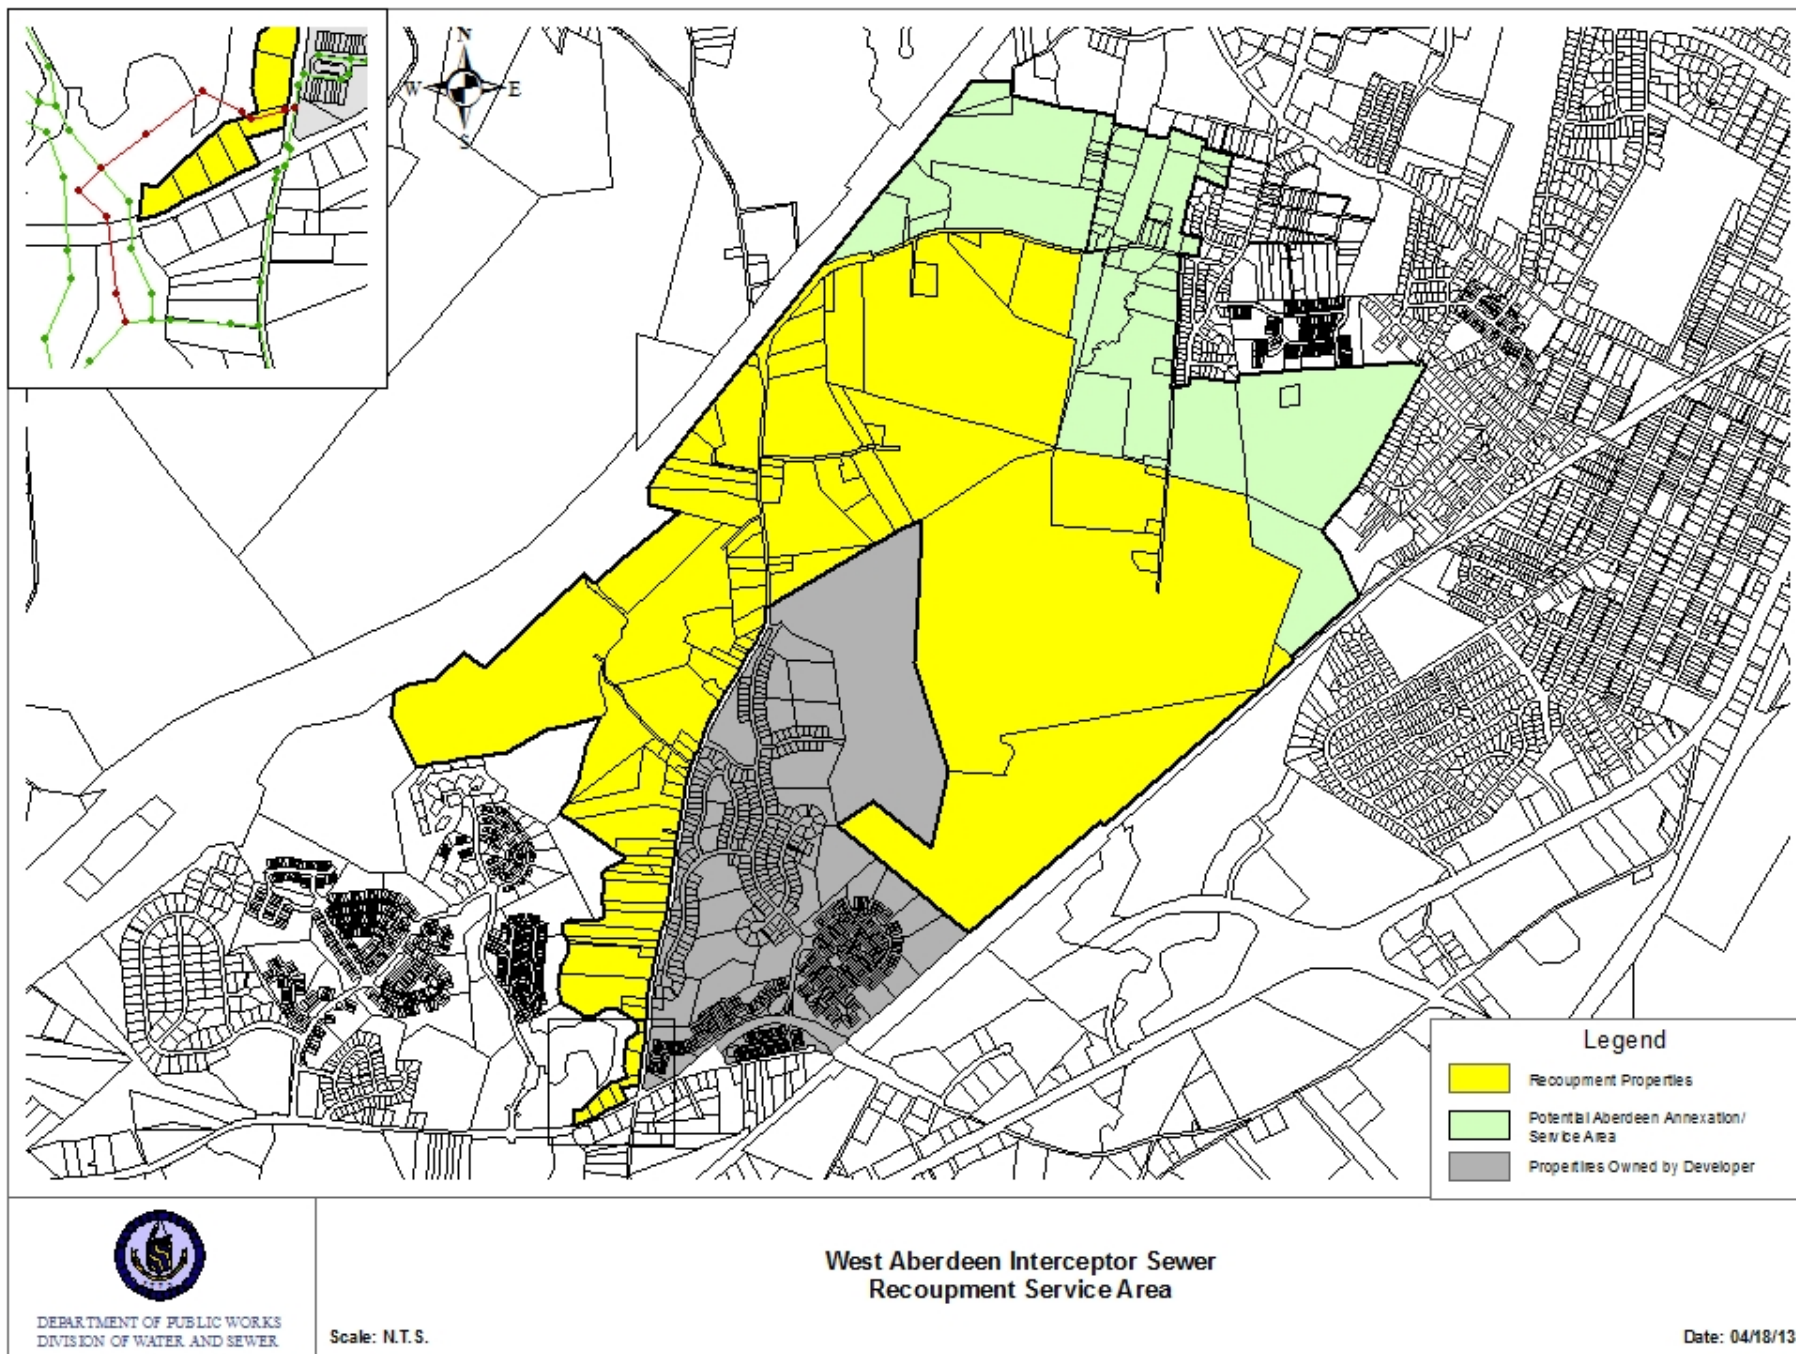 N
W E
S
Legend
Recoupment Properties
Potential Aberdeen Annexation/
Service Area
Propertires Owned by Developer
DEPARTMENT OF PUBLIC WORKS
DIVISION OF WATER AND SEWER
West Aberdeen Interceptor Sewer
Recoupment Service Area
Scale: N.T.S.
Date: 04/18/13